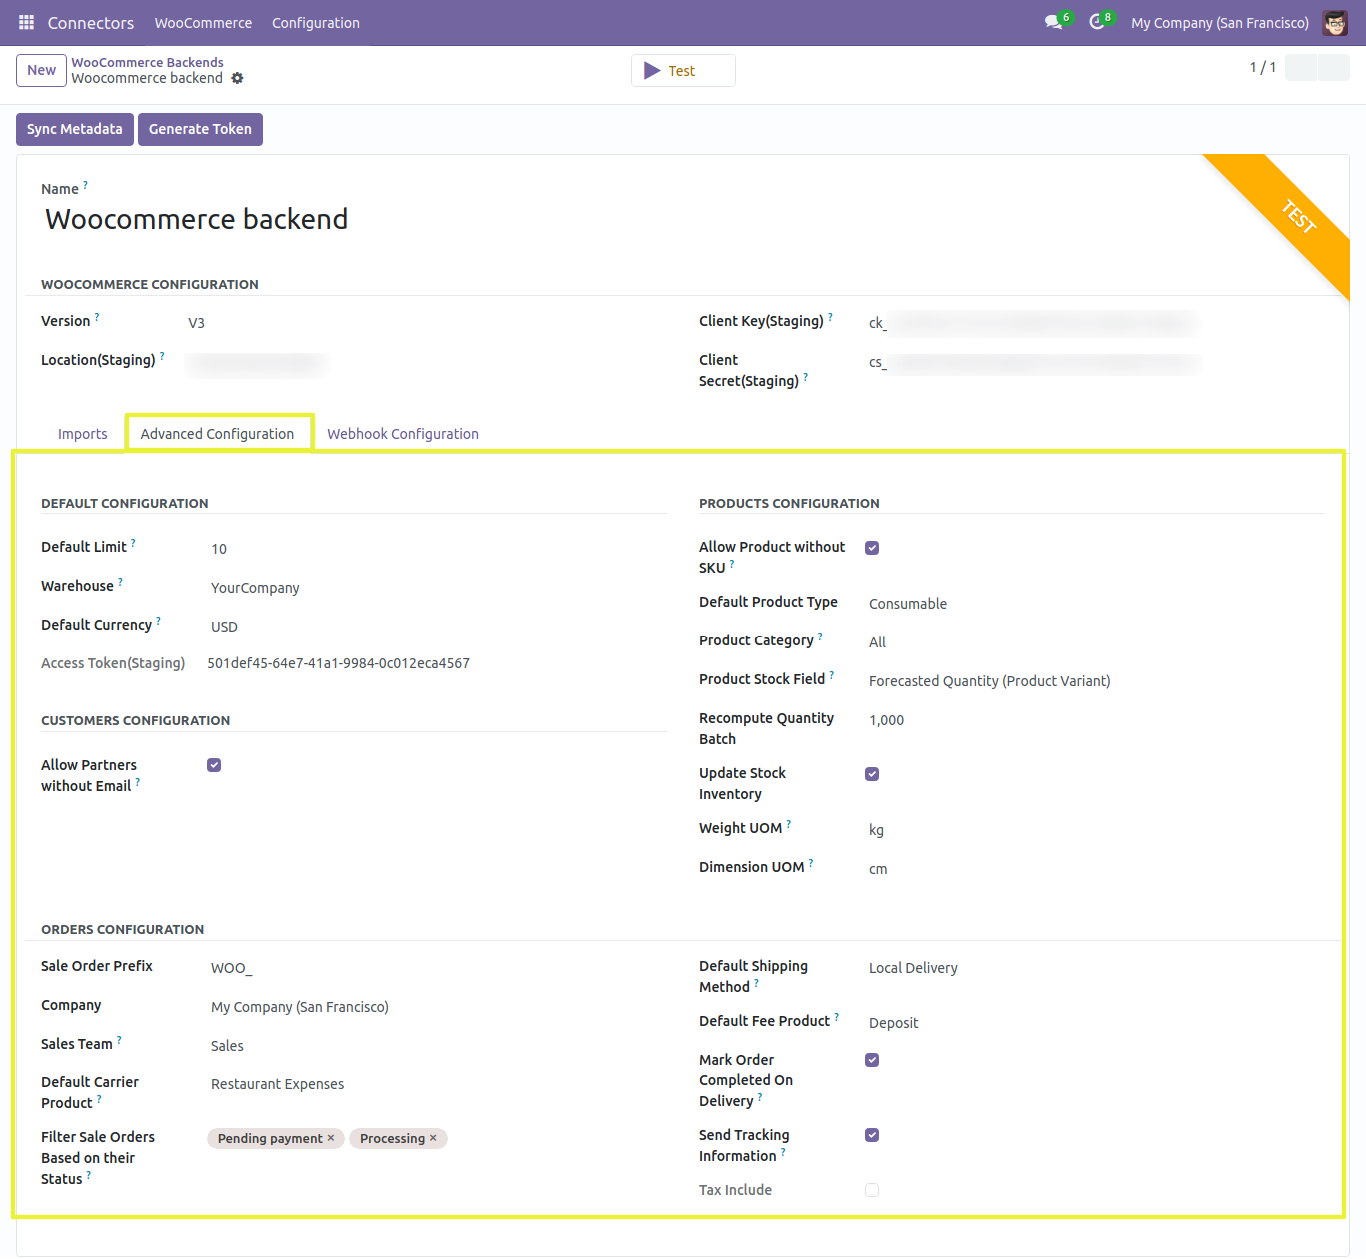 Connectors WooCommerce Configuration 6 8 My Company (San Francisco)
New WooCommerce Backends
Woocommerce backend
Test
1 / 1
Sync Metadata Generate Token
TEST
Name ?
Woocommerce backend
WOOCOMMERCE CONFIGURATION
Version ? V3
Client Key(Staging) ? ck_
Location(Staging) ?
Client Secret(Staging) ? cs_
Imports Advanced Configuration Webhook Configuration
DEFAULT CONFIGURATION
Default Limit ? 10
Warehouse ? YourCompany
Default Currency ? USD
Access Token(Staging) 501def45-64e7-41a1-9984-0c012eca4567
CUSTOMERS CONFIGURATION
Allow Partners
without Email ?
PRODUCTS CONFIGURATION
Allow Product without
SKU ?
Default Product Type Consumable
Product Category ? All
Product Stock Field ? Forecasted Quantity (Product Variant)
Recompute Quantity 1,000
Batch
Update Stock
Inventory
Weight UOM ? kg
Dimension UOM ? cm
ORDERS CONFIGURATION
Sale Order Prefix WOO_
Company My Company (San Francisco)
Sales Team ? Sales
Default Carrier Restaurant Expenses
Product ?
Filter Sale Orders Pending payment × Processing ×
Based on their
Status ?
Default Shipping Local Delivery
Method ?
Default Fee Product ? Deposit
Mark Order
Completed On
Delivery ?
Send Tracking
Information ?
Tax Include